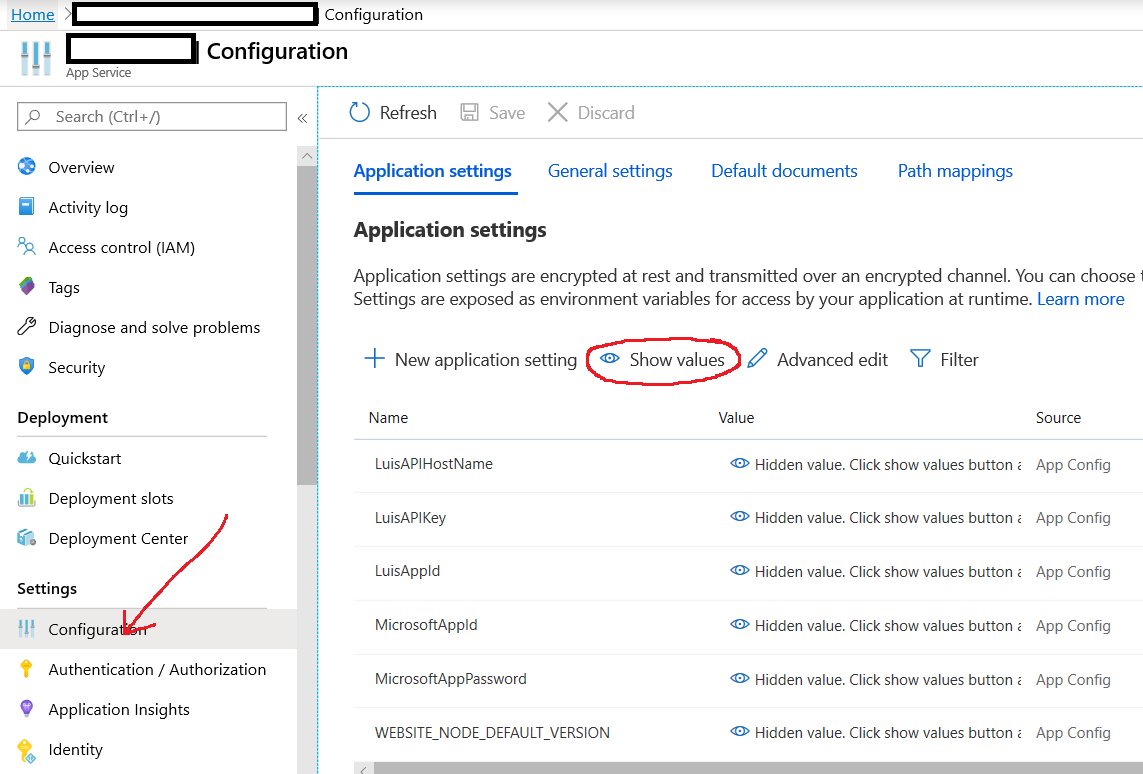 Home > Configuration
Configuration
App Service
Search (Ctrl+/)
«
Overview
Activity log
Access control (IAM)
Tags
Diagnose and solve problems
Security
Deployment
Quickstart
Deployment slots
Deployment Center
Settings
Configuration
Authentication / Authorization
Application Insights
Identity
Refresh Save Discard
Application settings General settings Default documents Path mappings
Application settings
Application settings are encrypted at rest and transmitted over an encrypted channel. You can choose t
Settings are exposed as environment variables for access by your application at runtime. Learn more
New application setting Show values Advanced edit Filter
Name Value Source
LuisAPIHostName Hidden value. Click show values button a App Config
LuisAPIKey Hidden value. Click show values button a App Config
LuisAppId Hidden value. Click show values button a App Config
MicrosoftAppId Hidden value. Click show values button a App Config
MicrosoftAppPassword Hidden value. Click show values button a App Config
WEBSITE_NODE_DEFAULT_VERSION Hidden value. Click show values button a App Config